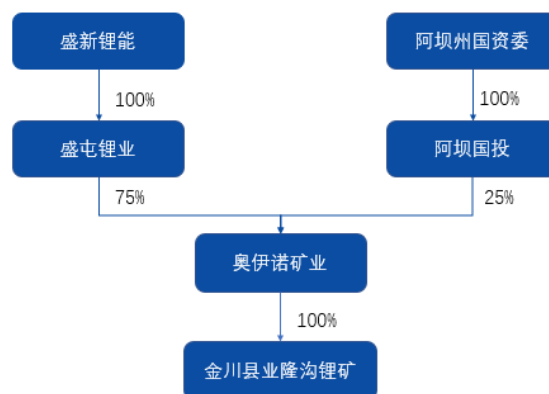 盛新锂能
阿坝州国资委
100%
100%
盛屯锂业
阿坝国投
75%
25%
奥伊诺矿业
100%
金川县业隆沟锂矿